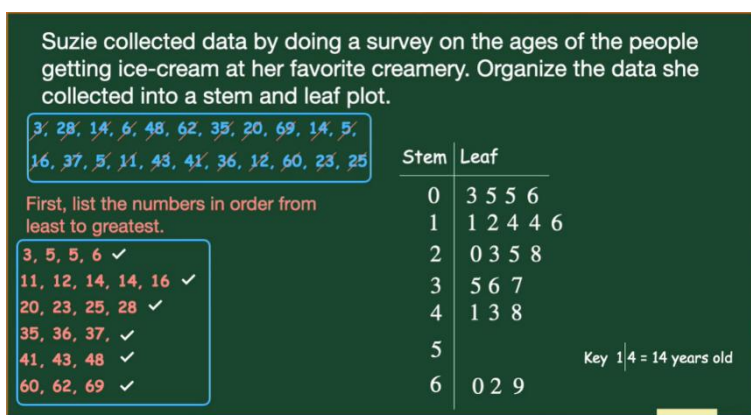 Suzie collected data by doing a survey on the ages of the people
getting ice-cream at her favorite creamery. Organize the data she
collected into a stem and leaf plot.
3, 28, 14, 6, 48, 62, 35, 20, 69, 14, 5,
16, 37, 5, 11, 43, 41, 36, 12, 60, 23, 25
First, list the numbers in order from
least to greatest.
3, 5, 5, 6 ✓
11, 12, 14, 14, 16 ✓
20, 23, 25, 28 ✓
35, 36, 37, ✓
41, 43, 48 ✓
60, 62, 69 ✓
Stem Leaf
0 3 5 5 6
1 1 2 4 4 6
2 0 3 5 8
3 5 6 7
4 1 3 8
5
6 0 2 9
Key 1|4 = 14 years old